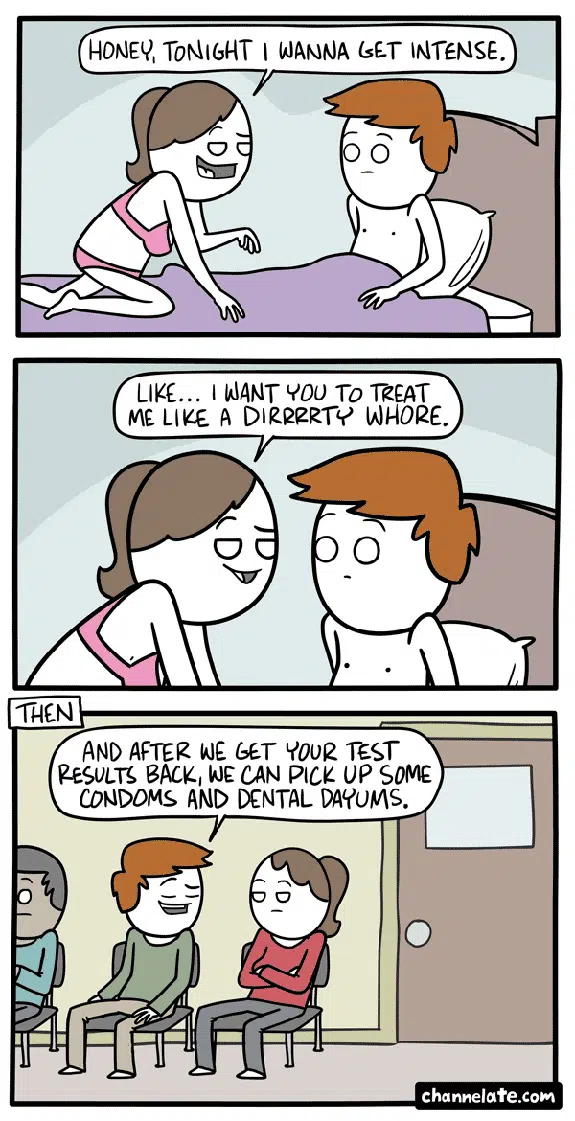 HONEY, TONIGHT I WANNA GET INTENSE.
LIKE... I WANT YOU TO TREAT
ME LIKE A DIRRRRTY WHORE.
THEN
AND AFTER WE GET YOUR TEST
RESULTS BACK, WE CAN PICK UP SOME
CONDOMS AND DENTAL DAYUMS.
channelate.com